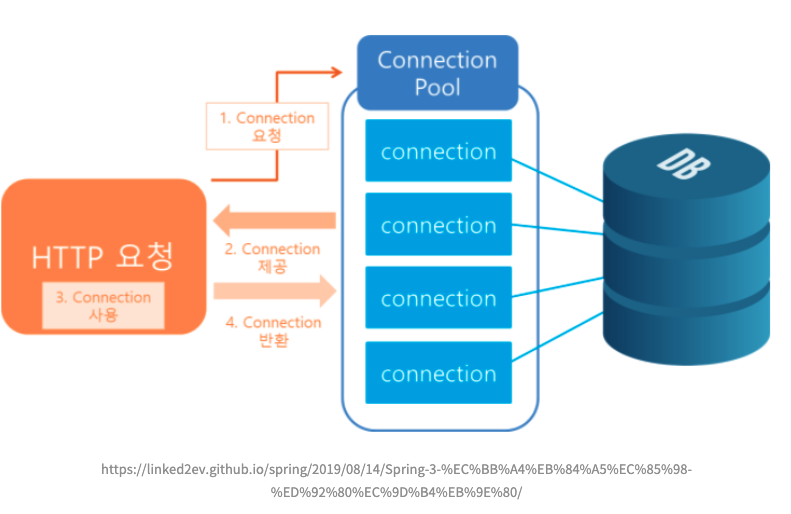 Connection
Pool
1. Connection
요청
connection
DB
connection
HTTP 요청
2. Connection
제공
3. Connection
사용
connection
4. Connection
반환
connection
https://linked2ev.github.io/spring/2019/08/14/Spring-3-%EC%BB%A4%EB%84%A5%EC%85%98-
%ED%92%80%EC%9D%B4%EB%9E%80/